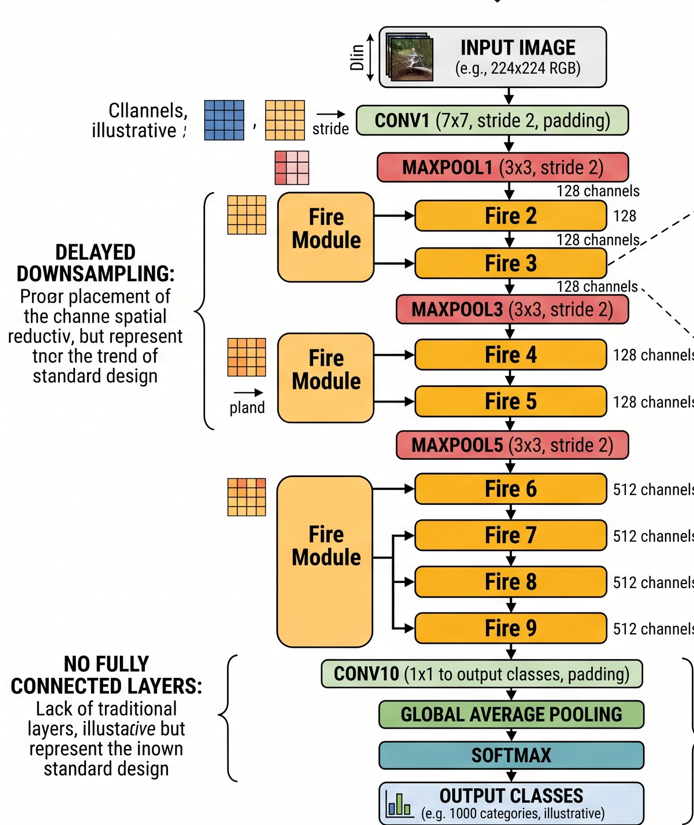 Dlin
INPUT IMAGE
(e.g., 224x224 RGB)
Cllannels,
illustrative ;
,
stride
CONV1 (7x7, stride 2, padding)
MAXPOOL1 (3x3, stride 2)
128 channels
Fire
Module
Fire 2
128
128 channels
Fire 3
128 channels
DELAYED
DOWNSAMPLING:
Proor placement of
the channe spatial
reductiv, but represent
tnor the trend of
standard design
MAXPOOL3 (3x3, stride 2)
Fire
Module
Fire 4
128 channels
pland
Fire 5
128 channels
MAXPOOL5 (3x3, stride 2)
Fire
Module
Fire 6
512 channels
Fire 7
512 channels
Fire 8
512 channels
Fire 9
512 channels
NO FULLY
CONNECTED LAYERS:
Lack of traditional
layers, illustacive but
represent the inown
standard design
CONV10 (1x1 to output classes, padding)
GLOBAL AVERAGE POOLING
SOFTMAX
OUTPUT CLASSES
(e.g. 1000 categories, illustrative)